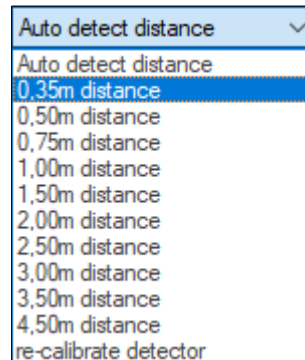 Auto detect distance
Auto detect distance
0,35m distance
0,50m distance
0,75m distance
1,00m distance
1,50m distance
2,00m distance
2,50m distance
3,00m distance
3,50m distance
4,50m distance
re-calibrate detector